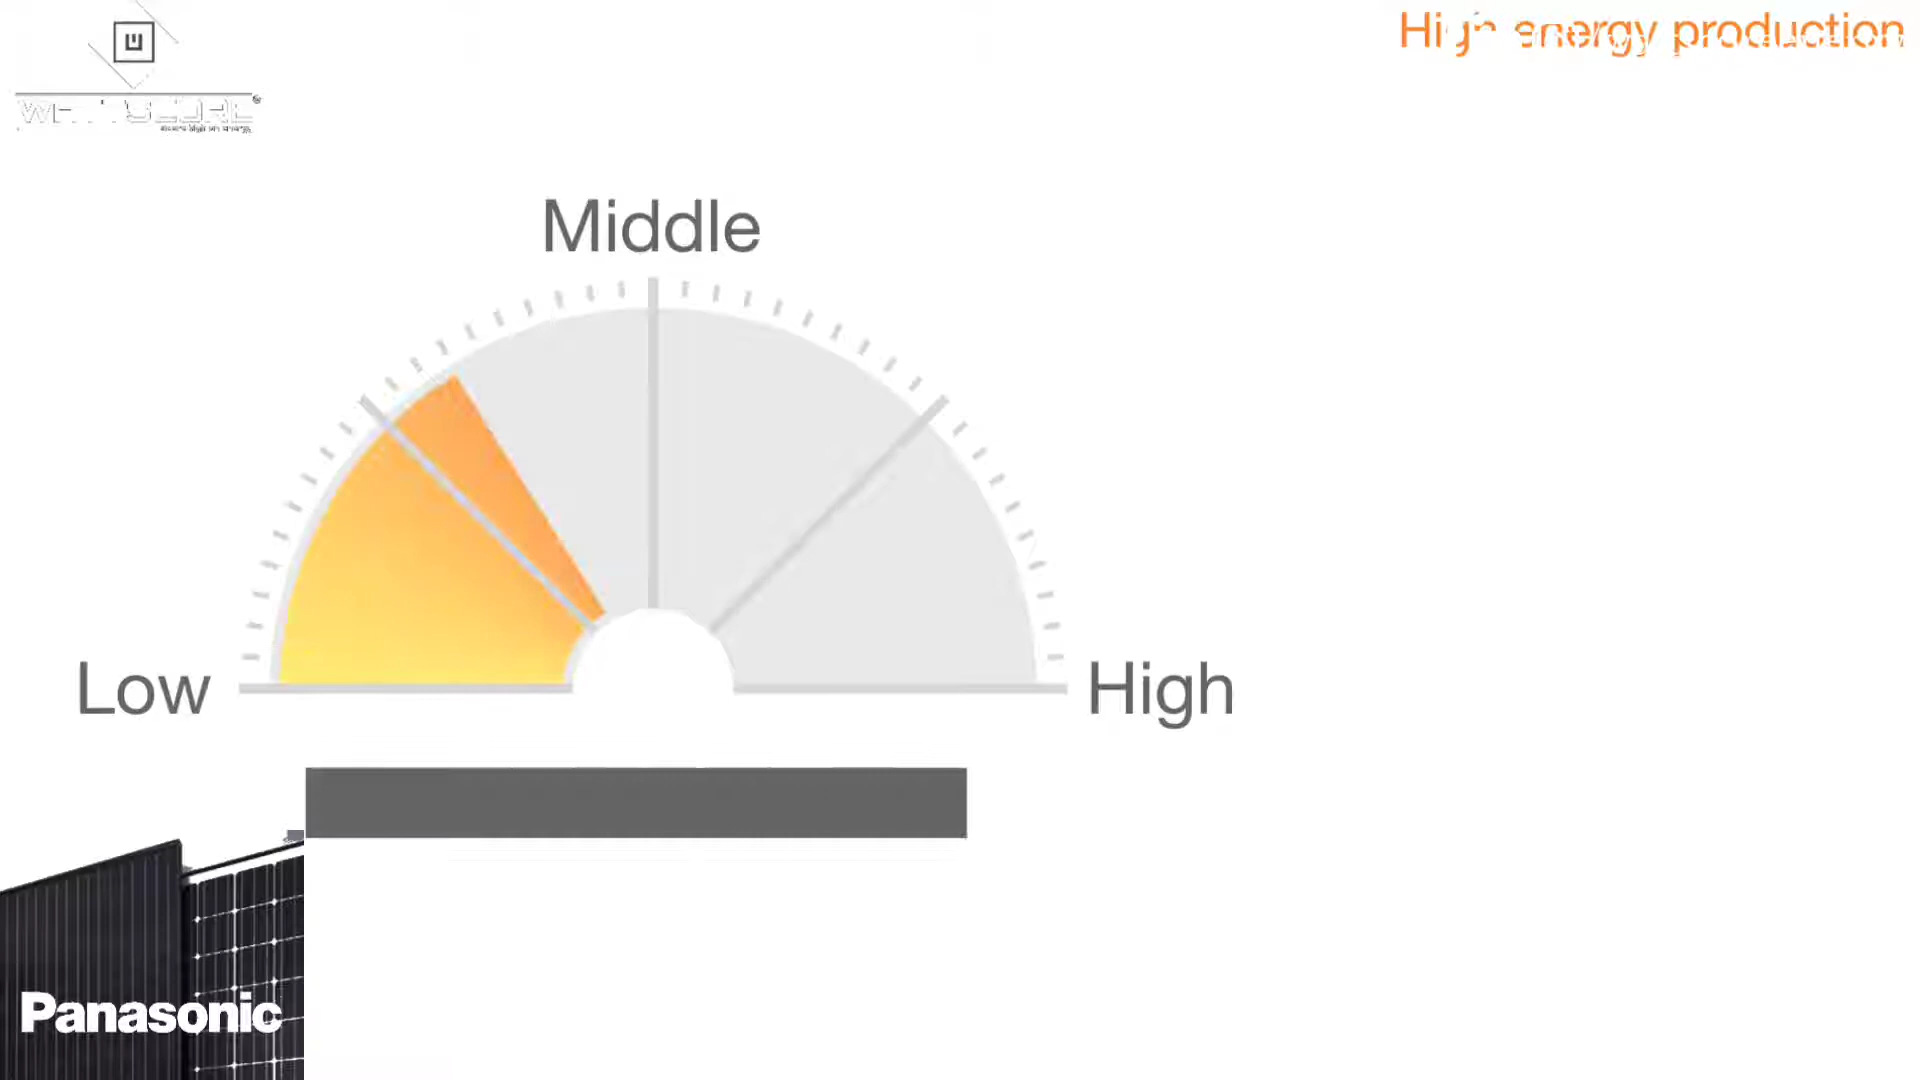 High energy production
Middle
Low
High
Panasonic